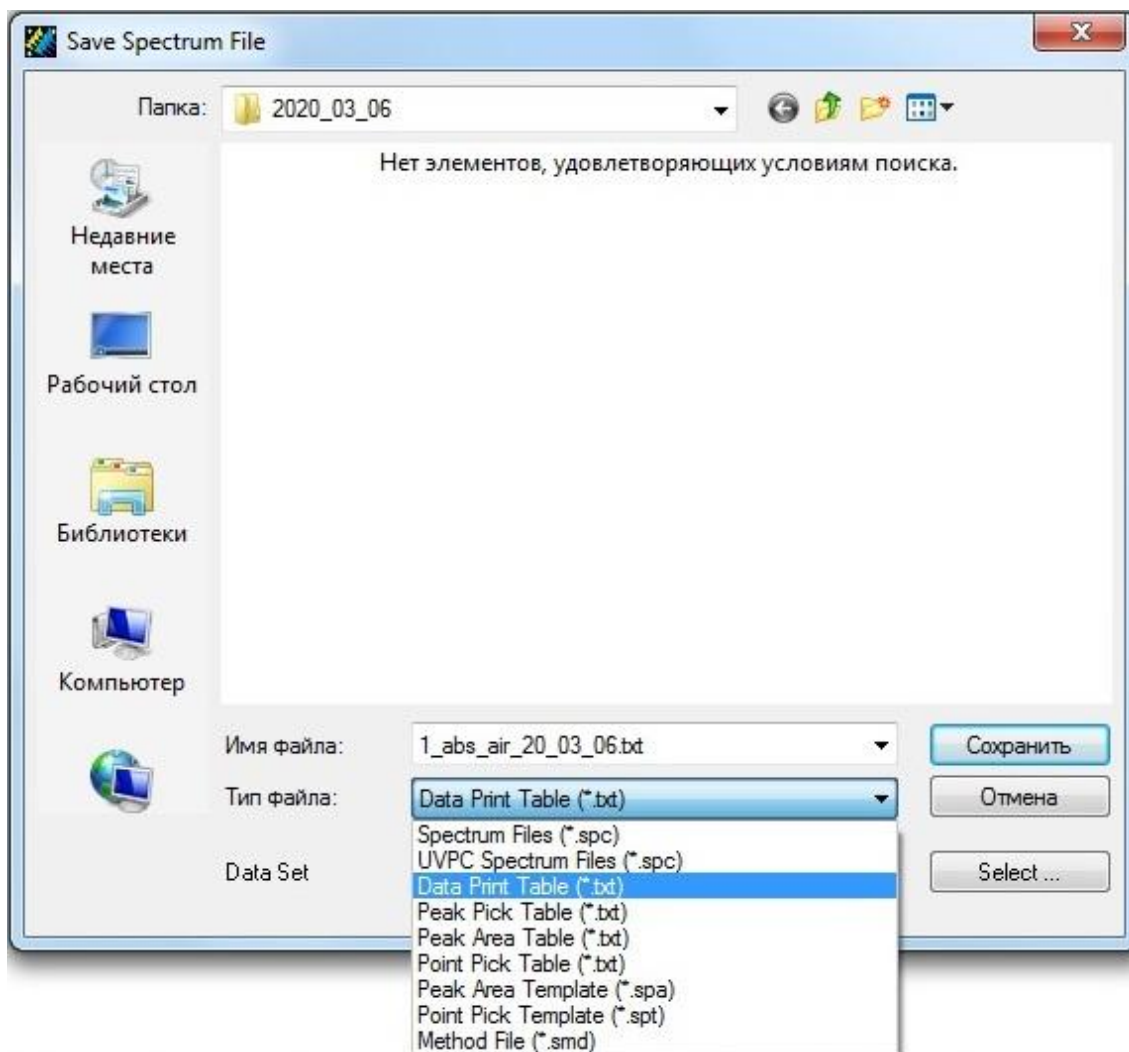 Save Spectrum File
Папка:
2020_03_06
Нет элементов, удовлетворяющих условиям поиска.
Недавние
места
Рабочий стол
Библиотеки
Компьютер
Имя файла:
1_abs_air_20_03_06.txt
Сохранить
Тип файла:
Data Print Table (*.txt)
Отмена
Spectrum Files (*.spc)
UVPC Spectrum Files (*.spc)
Data Print Table (*.txt)
Peak Pick Table (*.txt)
Peak Area Table (*.txt)
Point Pick Table (*.txt)
Peak Area Template (*.spa)
Point Pick Template (*.spt)
Method File (*.smd)
Data Set
Select ...